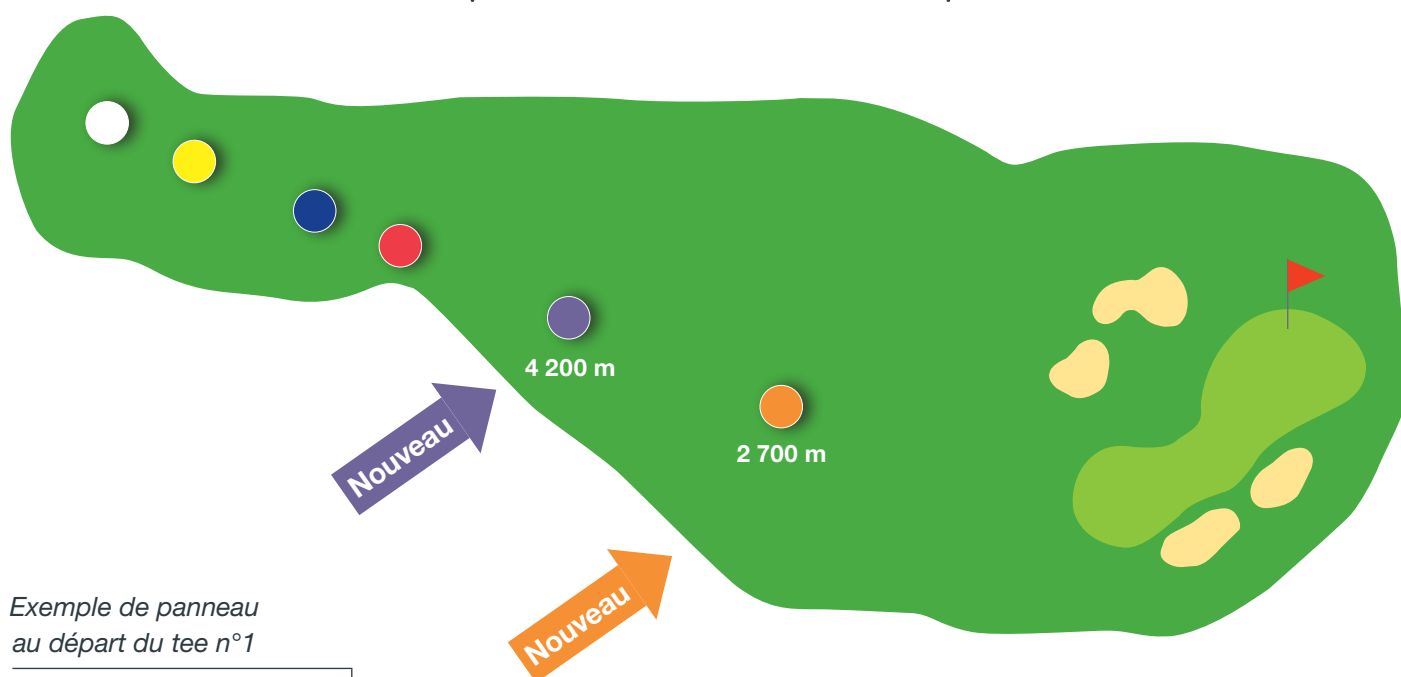 4 200 m
Nouveau
2 700 m
Nouveau
Exemple de panneau
au départ du tee n°1